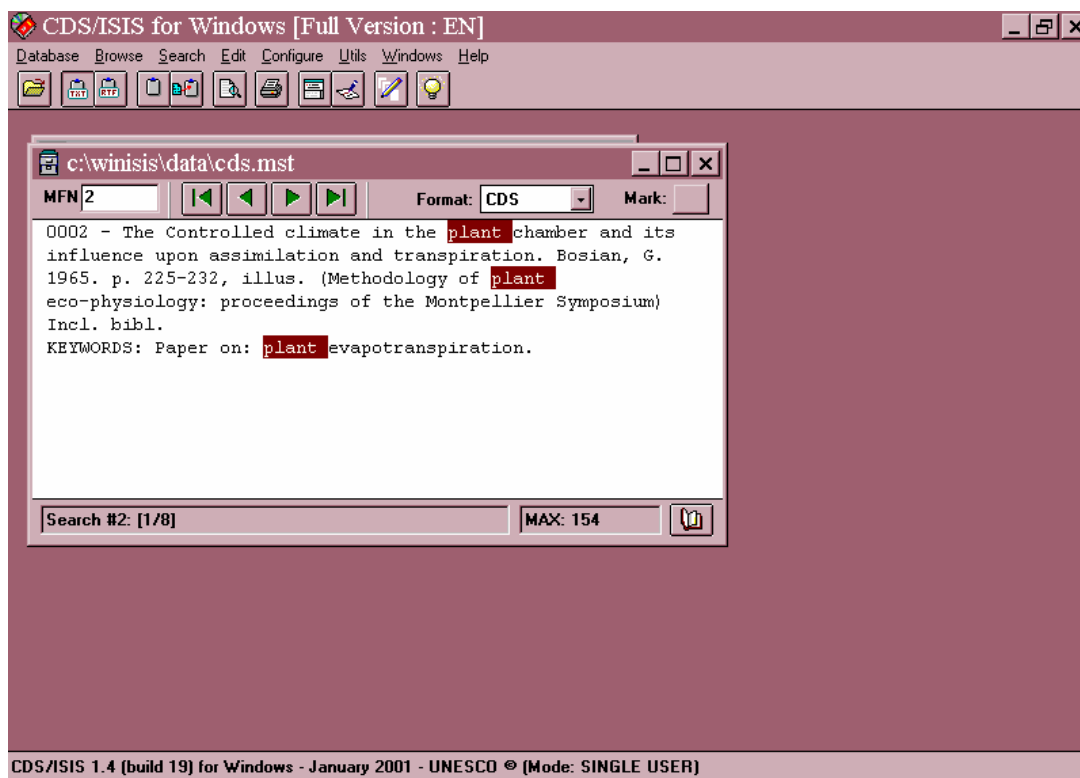 CDS/ISIS for Windows [Full Version : EN]
Database Browse Search Edit Configure Utils Windows Help
TXT RTF
c:\winisis\data\cds.mst
MFN 2 Format: CDS Mark:
0002 - The Controlled climate in the plant chamber and its
influence upon assimilation and transpiration. Bosian, G.
1965. p. 225-232, illus. (Methodology of plant
eco-physiology: proceedings of the Montpellier Symposium)
Incl. bibl.
KEYWORDS: Paper on: plant evapotranspiration.
Search #2: [1/8] MAX: 154
CDS/ISIS 1.4 (build 19) for Windows - January 2001 - UNESCO © (Mode: SINGLE USER)